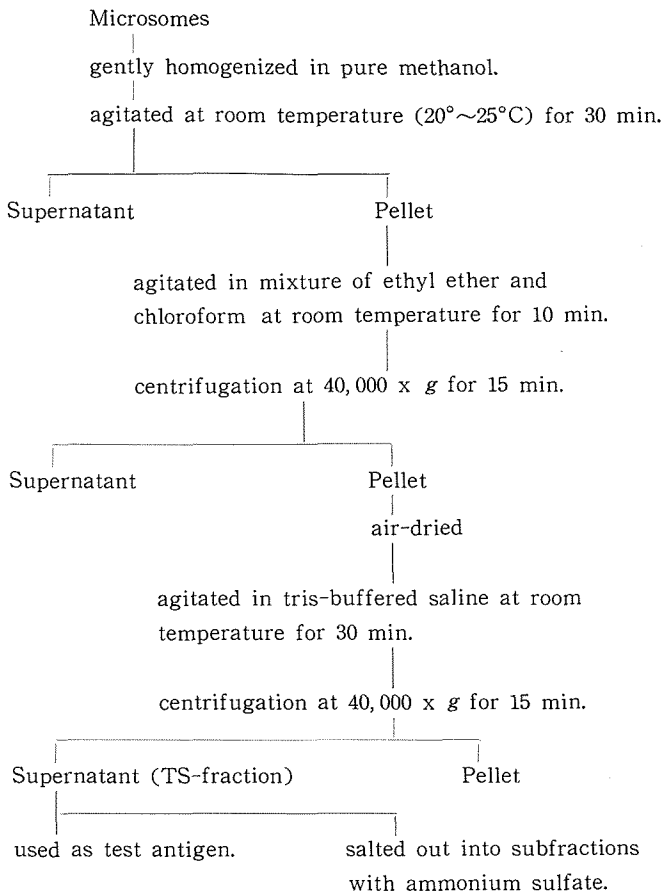 Microsomes
gently homogenized in pure methanol.
agitated at room temperature (20°~25°C) for 30 min.
Supernatant
Pellet
agitated in mixture of ethyl ether and
chloroform at room temperature for 10 min.
centrifugation at 40,000 x g for 15 min.
Supernatant
Pellet
air-dried
agitated in tris-buffered saline at room
temperature for 30 min.
centrifugation at 40,000 x g for 15 min.
Supernatant (TS-fraction)
Pellet
used as test antigen.
salted out into subfractions
with ammonium sulfate.